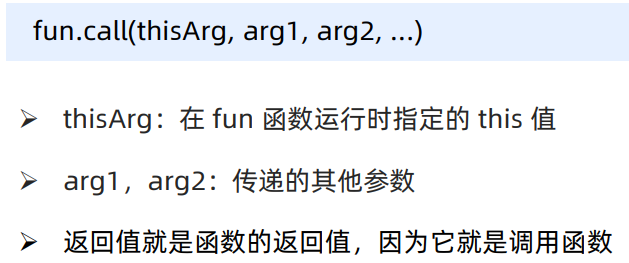 fun.call(thisArg, arg1, arg2, ...)
➢ thisArg：在 fun 函数运行时指定的 this 值
➢ arg1，arg2：传递的其他参数
➢ 返回值就是函数的返回值，因为它就是调用函数